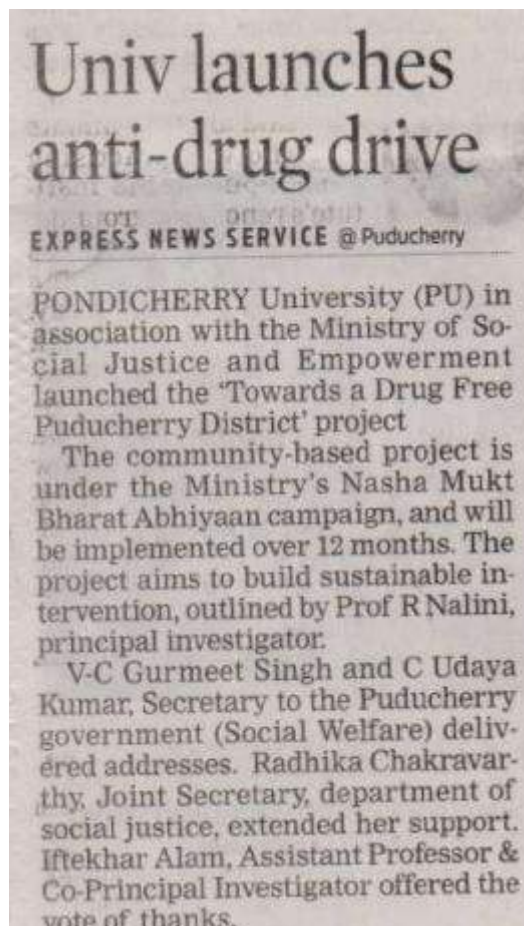 Univ launches
anti-drug drive
EXPRESS NEWS SERVICE @ Puducherry
PONDICHERRY University (PU) in
association with the Ministry of So-
cial Justice and Empowerment
launched the 'Towards a Drug Free
Puducherry District' project
The community-based project is
under the Ministry's Nasha Mukt
Bharat Abhiyaan campaign, and will
be implemented over 12 months. The
project aims to build sustainable in-
tervention, outlined by Prof R Nalini,
principal investigator.
V-C Gurmeet Singh and C Udaya
Kumar, Secretary to the Puducherry
government (Social Welfare) deliv-
ered addresses. Radhika Chakravar-
thy, Joint Secretary, department of
social justice, extended her support.
Iftekhar Alam, Assistant Professor &
Co-Principal Investigator offered the
vote of thanks.